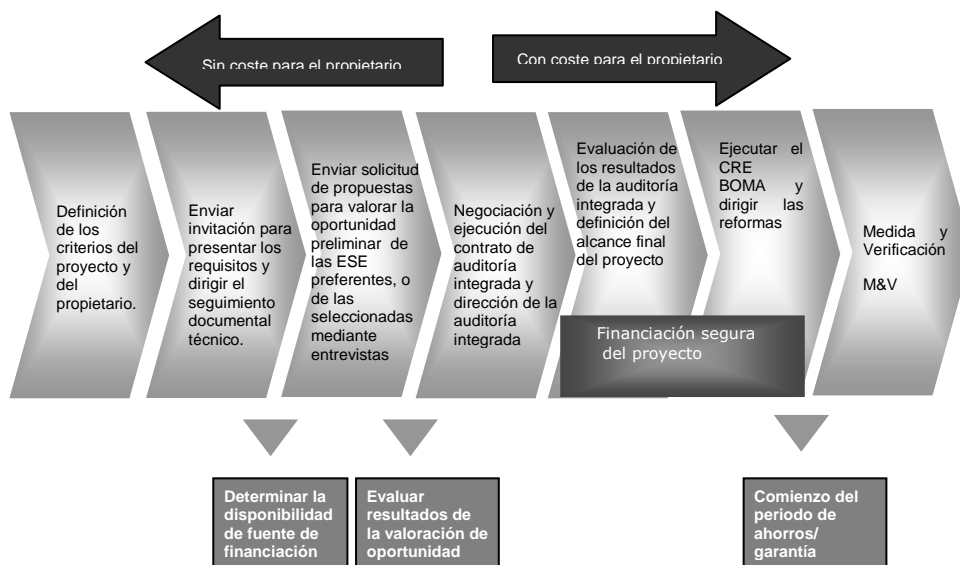 Sin coste para el propietario
Con coste para el propietario
Definición
de los
criterios del
proyecto y
del
propietario.
Enviar
invitación para
presentar los
requisitos y
dirigir el
seguimiento
documental
técnico.
Enviar solicitud
de propuestas
para valorar la
oportunidad
preliminar de
las ESE
preferentes, o
de las
seleccionadas
mediante
entrevistas
Negociación y
ejecución del
contrato de
auditoría
integrada y
dirección de la
auditoría
integrada
Evaluación de
los resultados
de la auditoría
integrada y
definición del
alcance final
del proyecto
Ejecutar el
CRE
BOMA y
dirigir las
reformas
Medida y
Verificación
M&V
Financiación segura
del proyecto
Determinar la
disponibilidad
de fuente de
financiación
Evaluar
resultados de
la valoración de
oportunidad
Comienzo del
periodo de
ahorros/
garantía